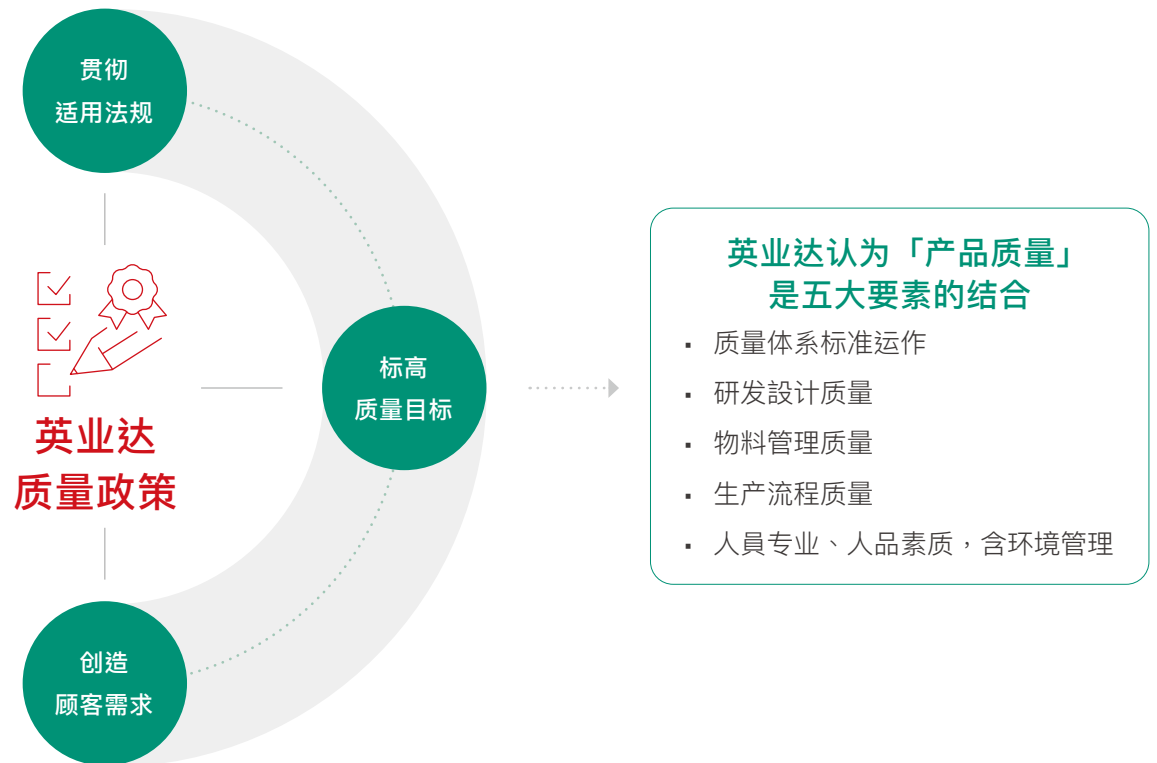 贯彻
适用法规
英业达
质量政策
标高
质量目标
创造
顾客需求
英业达认为「产品质量」
是五大要素的结合
▪ 质量体系标准运作
▪ 研发設计质量
▪ 物料管理质量
▪ 生产流程质量
▪ 人員专业、人品素质，含环境管理